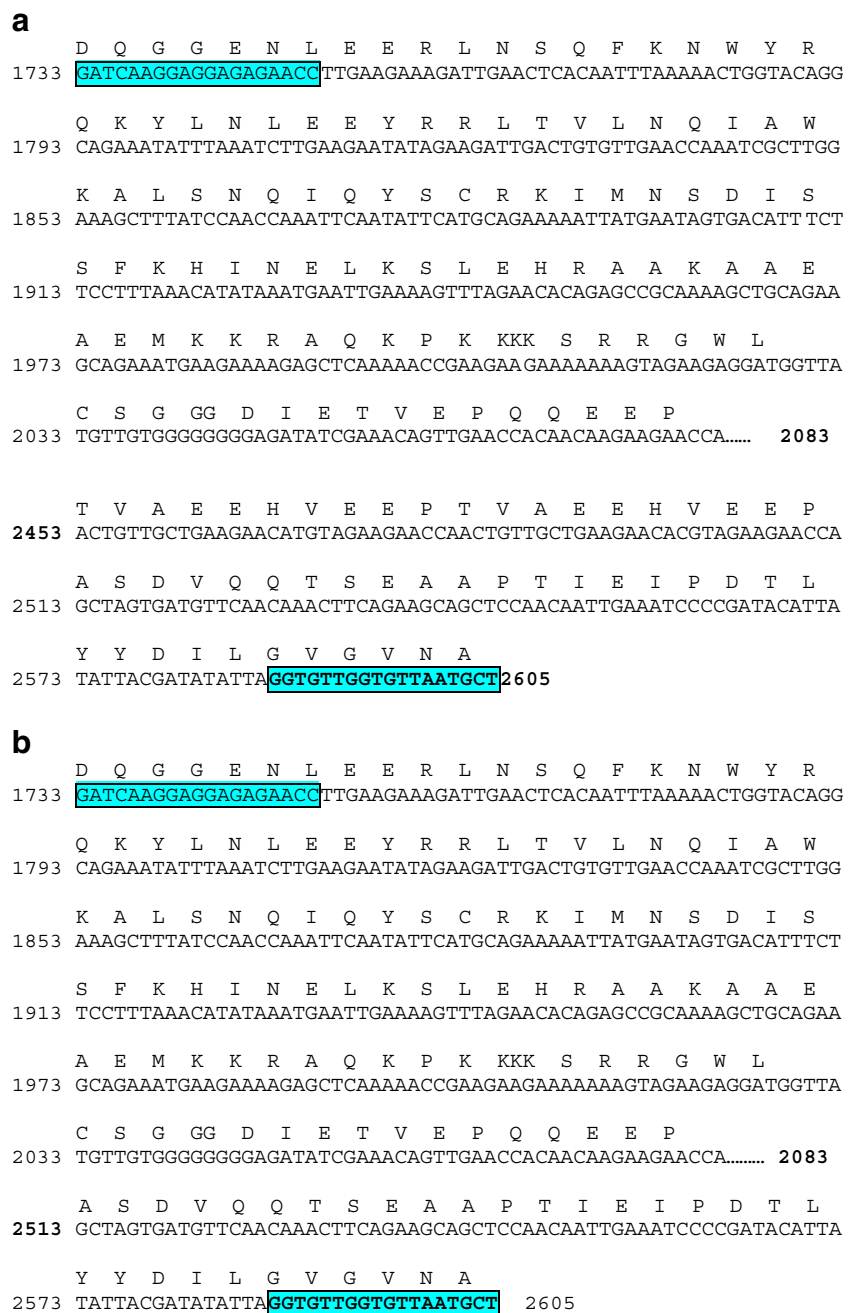 a
D Q G G E N L E E R L N S Q F K N W Y R
1733 GATCAAGGAGGAGAGAACCTTGAAGAAAGATTGAACTCACAATTTAAAAACTGGTACAGG
Q K Y L N L E E Y R R L T V L N Q I A W
1793 CAGAAATATTTAAATCTTGAAGAATATAGAAGATTGACTGTGTTGAACCAAATCGCTTGG
K A L S N Q I Q Y S C R K I M N S D I S
1853 AAAGCTTTATCCAACCAAATTCAATATTCATGCAGAAAAATTATGAATAGTGACATTTCT
S F K H I N E L K S L E H R A A K A A E
1913 TCCTTTAAACATATAAATGAATTGAAAAGTTTAGAACACAGAGCCGCAAAAGCTGCAGAA
A E M K K R A Q K P K KKK S R R G W L
1973 GCAGAAATGAAGAAAAGAGCTCAAAAACCGAAGAAGAAAAAAAGTAGAAGAGGATGGTTA
C S G GG D I E T V E P Q Q E E P
2033 TGTTGTGGGGGGGGAGATATCGAAACAGTTGAACCACAACAAGAAGAACCA...... 2083
T V A E E H V E E P T V A E E H V E E P
2453 ACTGTTGCTGAAGAACATGTAGAAGAACCAACTGTTGCTGAAGAACACGTAGAAGAACCA
A S D V Q Q T S E A A P T I E I P D T L
2513 GCTAGTGATGTTCAACAAACTTCAGAAGCAGCTCCAACAATTGAAATCCCCGATACATTA
Y Y D I L G V G V N A
2573 TATTACGATATATTAGGTGTTGGTGTTAATGCT2605
b
D Q G G E N L E E R L N S Q F K N W Y R
1733 GATCAAGGAGGAGAGAACCTTGAAGAAAGATTGAACTCACAATTTAAAAACTGGTACAGG
Q K Y L N L E E Y R R L T V L N Q I A W
1793 CAGAAATATTTAAATCTTGAAGAATATAGAAGATTGACTGTGTTGAACCAAATCGCTTGG
K A L S N Q I Q Y S C R K I M N S D I S
1853 AAAGCTTTATCCAACCAAATTCAATATTCATGCAGAAAAATTATGAATAGTGACATTTCT
S F K H I N E L K S L E H R A A K A A E
1913 TCCTTTAAACATATAAATGAATTGAAAAGTTTAGAACACAGAGCCGCAAAAGCTGCAGAA
A E M K K R A Q K P K KKK S R R G W L
1973 GCAGAAATGAAGAAAAGAGCTCAAAAACCGAAGAAGAAAAAAAGTAGAAGAGGATGGTTA
C S G GG D I E T V E P Q Q E E P
2033 TGTTGTGGGGGGGGAGATATCGAAACAGTTGAACCACAACAAGAAGAACCA......... 2083
A S D V Q Q T S E A A P T I E I P D T L
2513 GCTAGTGATGTTCAACAAACTTCAGAAGCAGCTCCAACAATTGAAATCCCCGATACATTA
Y Y D I L G V G V N A
2573 TATTACGATATATTAGGTGTTGGTGTTAATGCT 2605